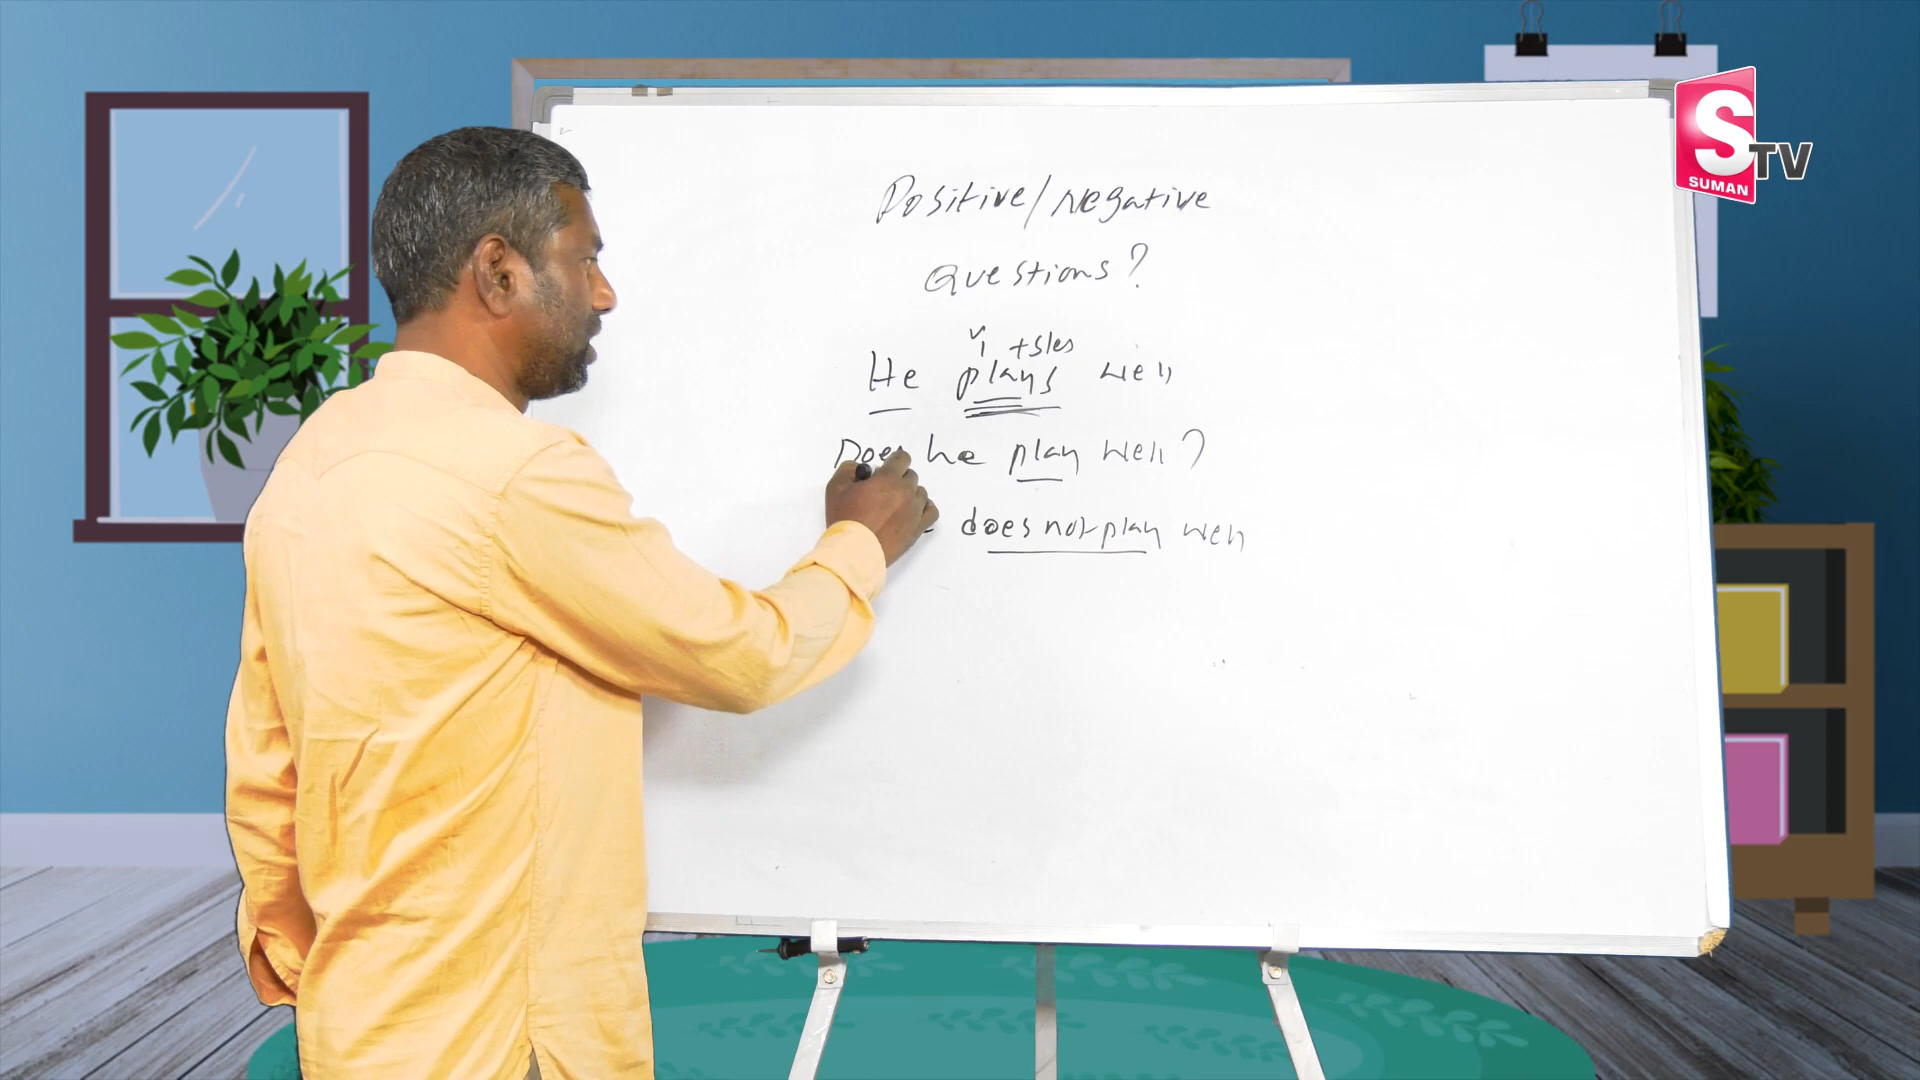 Positive/Negative
Questions?
V1 +s/es
He plays well
Does he play well?
does not play well
S TV
SUMAN